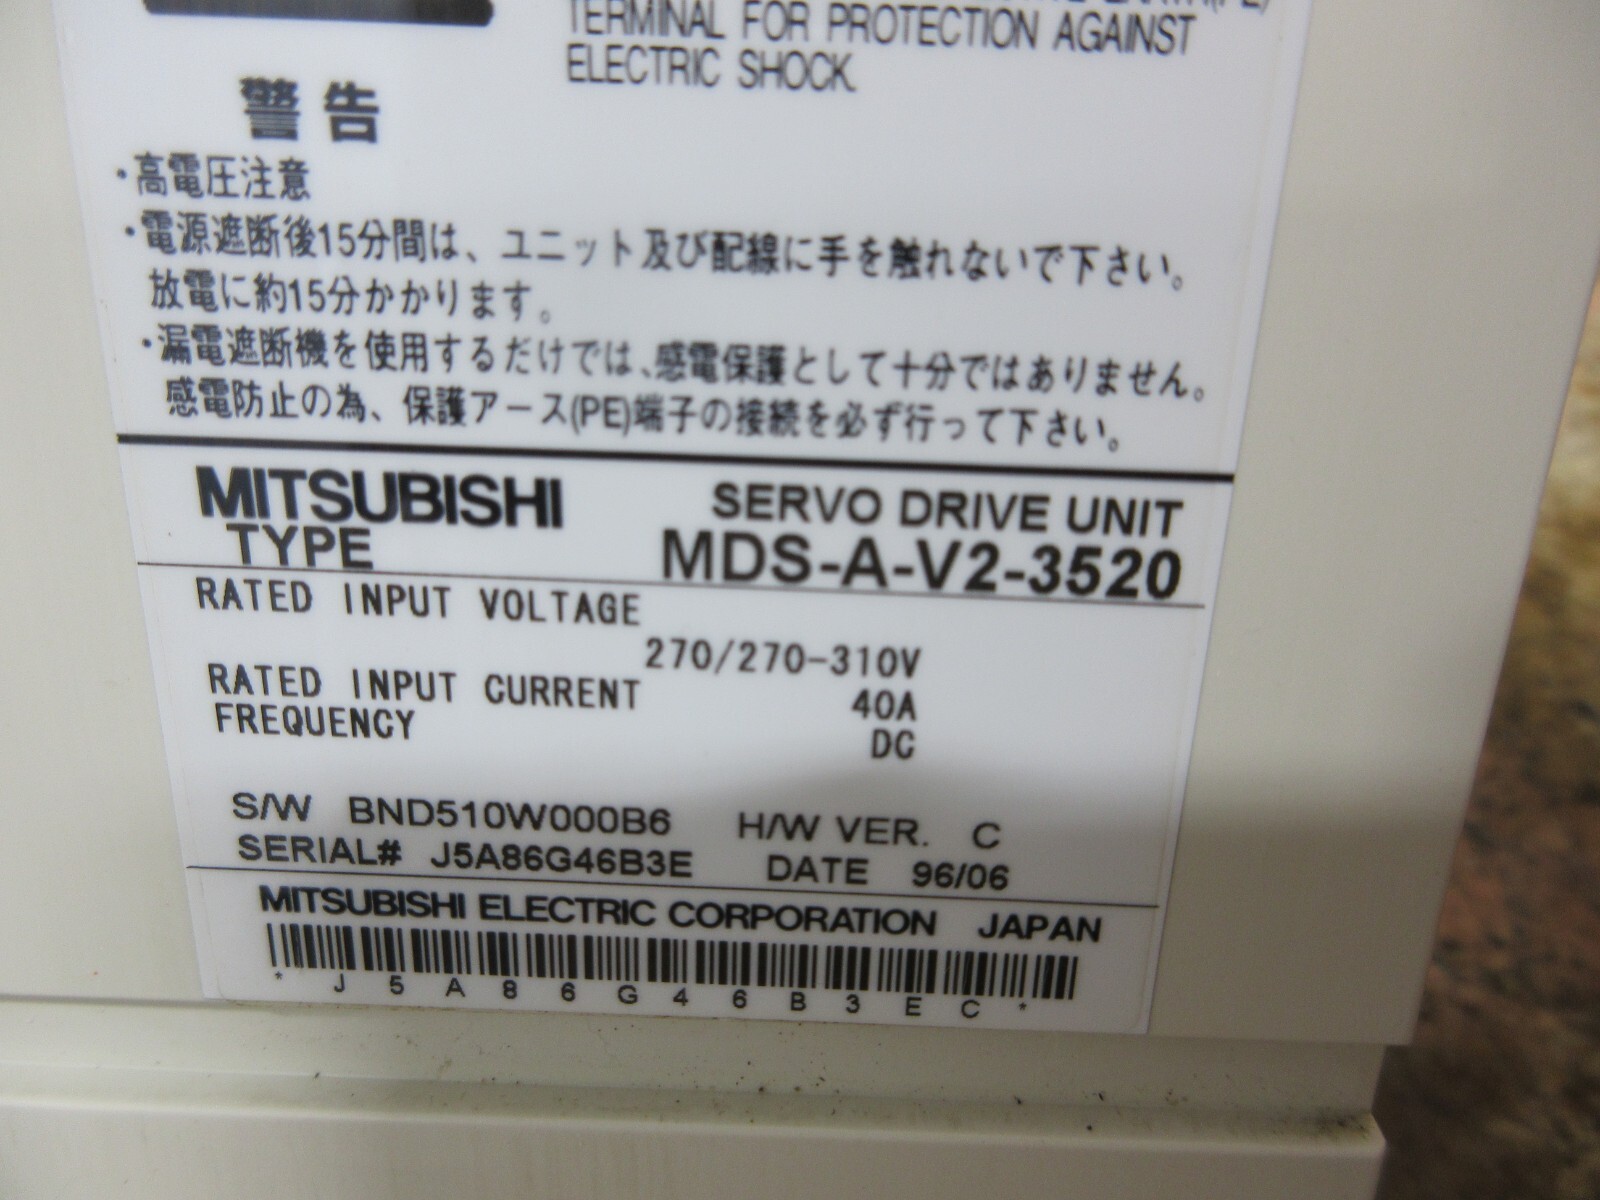 TERMINAL FOR PROTECTION AGAINST
ELECTRIC SHOCK.
警告
・高電圧注意
・電源遮断後15分間は、ユニット及び配線に手を触れないで下さい。
放電に約15分かかります。
・漏電遮断機を使用するだけでは、感電保護として十分ではありません。
感電防止の為、保護アース(PE)端子の接続を必ず行って下さい。
MITSUBISHI SERVO DRIVE UNIT
TYPE MDS-A-V2-3520
RATED INPUT VOLTAGE
270/270-310V
RATED INPUT CURRENT 40A
FREQUENCY DC
S/W BND510W000B6 H/W VER. C
SERIAL# J5A86G46B3E DATE 96/06
MITSUBISHI ELECTRIC CORPORATION JAPAN
* J 5 A 8 6 G 4 6 B 3 E C *